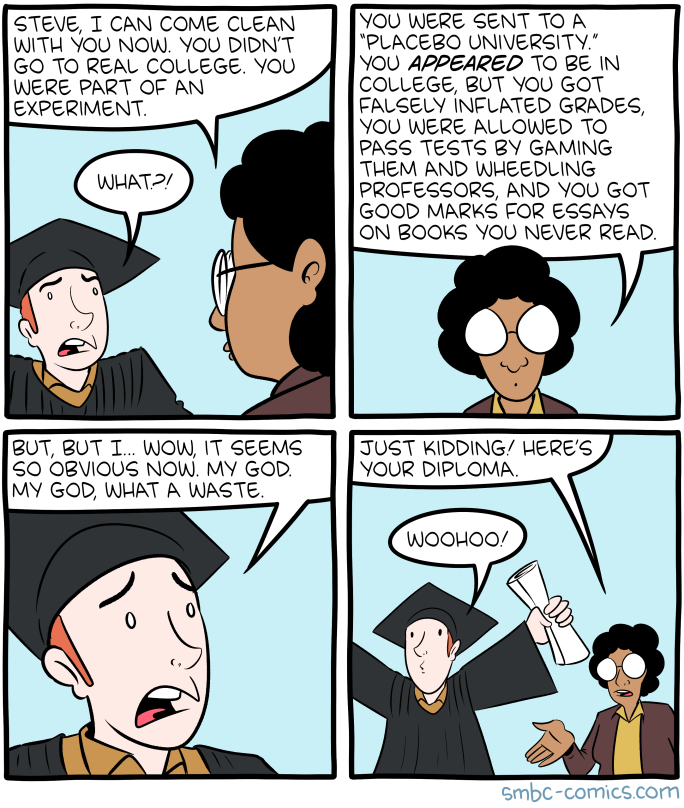 STEVE, I CAN COME CLEAN
WITH YOU NOW. YOU DIDN'T
GO TO REAL COLLEGE. YOU
WERE PART OF AN
EXPERIMENT.
WHAT?!
YOU WERE SENT TO A
"PLACEBO UNIVERSITY."
YOU APPEARED TO BE IN
COLLEGE, BUT YOU GOT
FALSELY INFLATED GRADES,
YOU WERE ALLOWED TO
PASS TESTS BY GAMING
THEM AND WHEEDLING
PROFESSORS, AND YOU GOT
GOOD MARKS FOR ESSAYS
ON BOOKS YOU NEVER READ.
BUT, BUT I... WOW, IT SEEMS
SO OBVIOUS NOW. MY GOD.
MY GOD, WHAT A WASTE.
JUST KIDDING! HERE'S
YOUR DIPLOMA.
WOOHOO!
smbc-comics.com